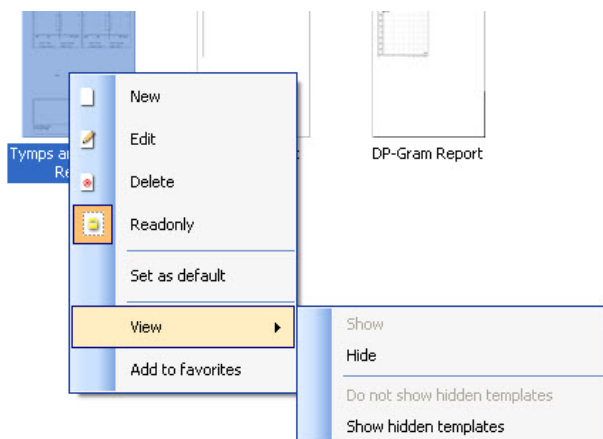 New
Edit
Tymps a
Re
DP-Gram Report
Delete
Readonly
Set as default
View
Show
Hide
Add to favorites
Do not show hidden templates
Show hidden templates